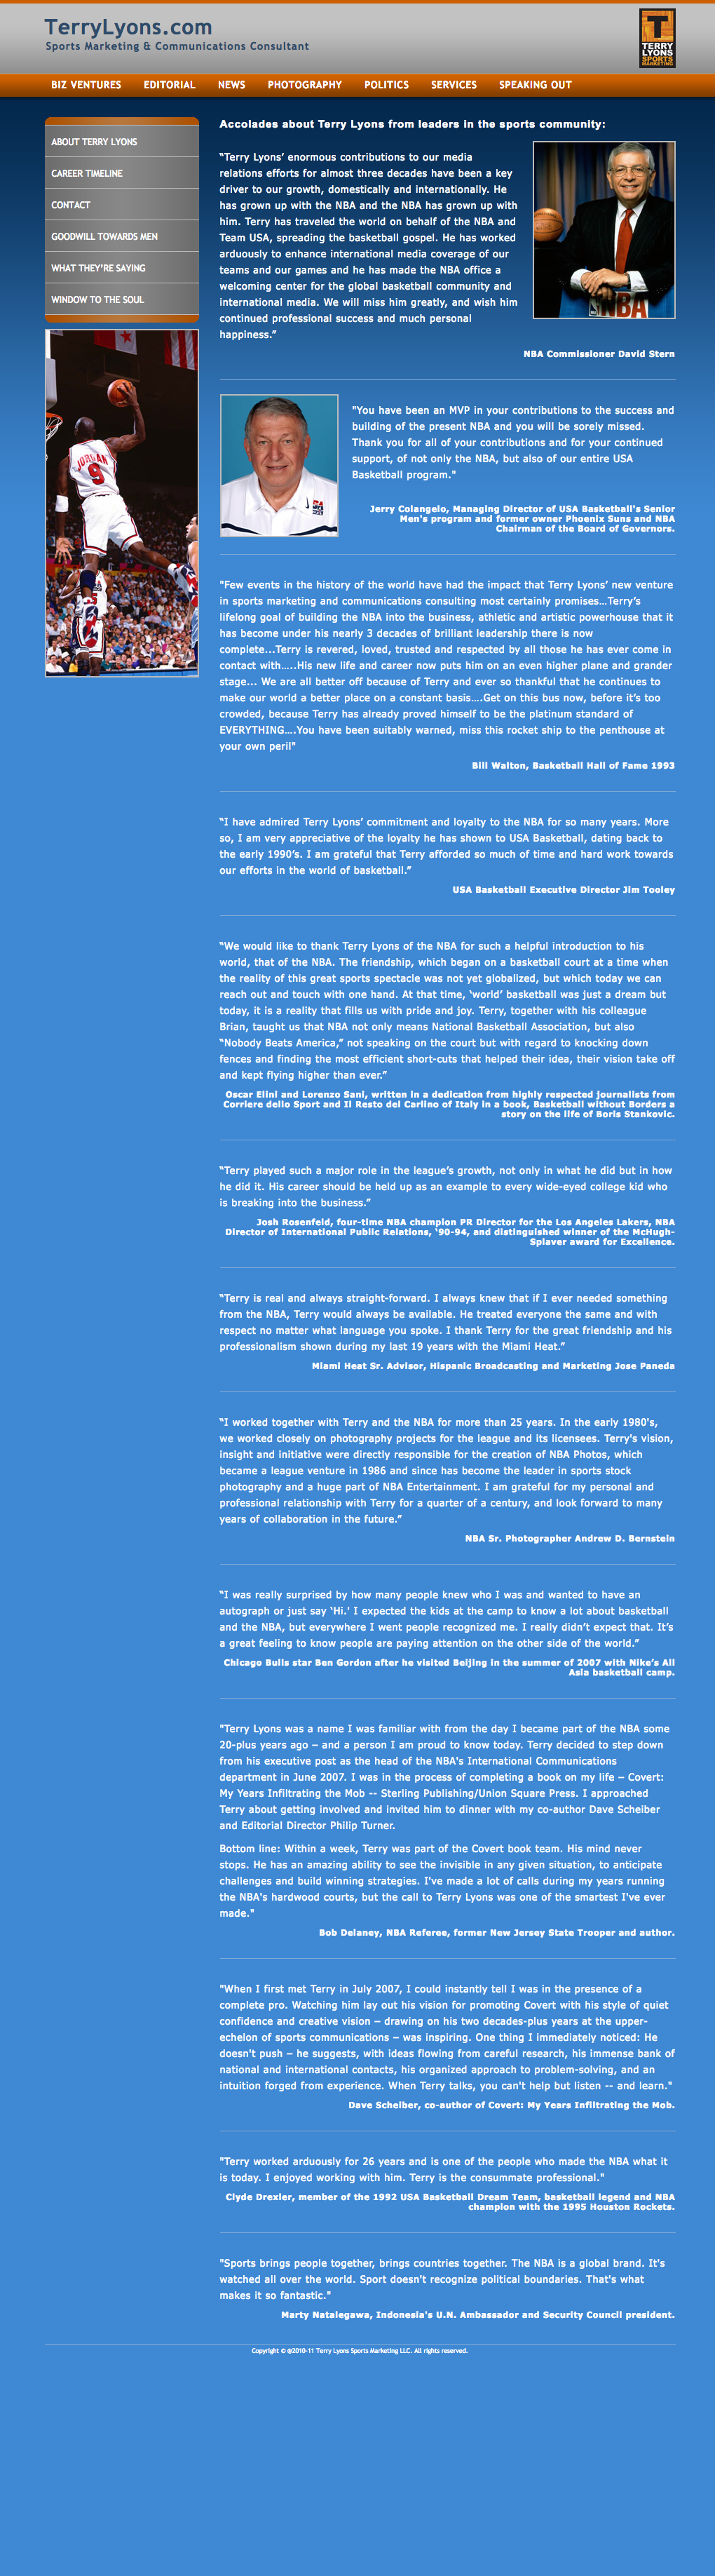 TerryLyons.com
Sports Marketing & Communications Consultant
T
TERRY
LYONS
SPORTS
MARKETING
BIZ VENTURES EDITORIAL NEWS PHOTOGRAPHY POLITICS SERVICES SPEAKING OUT
ABOUT TERRY LYONS
CAREER TIMELINE
CONTACT
GOODWILL TOWARDS MEN
WHAT THEY'RE SAYING
WINDOW TO THE SOUL
JORDAN
9
Accolades about Terry Lyons from leaders in the sports community:
“Terry Lyons’ enormous contributions to our media
relations efforts for almost three decades have been a key
driver to our growth, domestically and internationally. He
has grown up with the NBA and the NBA has grown up with
him. Terry has traveled the world on behalf of the NBA and
Team USA, spreading the basketball gospel. He has worked
arduously to enhance international media coverage of our
teams and our games and he has made the NBA office a
welcoming center for the global basketball community and
international media. We will miss him greatly, and wish him
continued professional success and much personal
happiness.”
NBA
NBA Commissioner David Stern
"You have been an MVP in your contributions to the success and
building of the present NBA and you will be sorely missed.
Thank you for all of your contributions and for your continued
support, of not only the NBA, but also of our entire USA
Basketball program."
Jerry Colangelo, Managing Director of USA Basketball's Senior
Men's program and former owner Phoenix Suns and NBA
Chairman of the Board of Governors.
"Few events in the history of the world have had the impact that Terry Lyons’ new venture
in sports marketing and communications consulting most certainly promises…Terry’s
lifelong goal of building the NBA into the business, athletic and artistic powerhouse that it
has become under his nearly 3 decades of brilliant leadership there is now
complete...Terry is revered, loved, trusted and respected by all those he has ever come in
contact with…..His new life and career now puts him on an even higher plane and grander
stage... We are all better off because of Terry and ever so thankful that he continues to
make our world a better place on a constant basis….Get on this bus now, before it’s too
crowded, because Terry has already proved himself to be the platinum standard of
EVERYTHING….You have been suitably warned, miss this rocket ship to the penthouse at
your own peril"
Bill Walton, Basketball Hall of Fame 1993
“I have admired Terry Lyons’ commitment and loyalty to the NBA for so many years. More
so, I am very appreciative of the loyalty he has shown to USA Basketball, dating back to
the early 1990’s. I am grateful that Terry afforded so much of time and hard work towards
our efforts in the world of basketball.”
USA Basketball Executive Director Jim Tooley
“We would like to thank Terry Lyons of the NBA for such a helpful introduction to his
world, that of the NBA. The friendship, which began on a basketball court at a time when
the reality of this great sports spectacle was not yet globalized, but which today we can
reach out and touch with one hand. At that time, ‘world’ basketball was just a dream but
today, it is a reality that fills us with pride and joy. Terry, together with his colleague
Brian, taught us that NBA not only means National Basketball Association, but also
“Nobody Beats America,” not speaking on the court but with regard to knocking down
fences and finding the most efficient short-cuts that helped their idea, their vision take off
and kept flying higher than ever.”
Oscar Elini and Lorenzo Sani, written in a dedication from highly respected journalists from
Corriere dello Sport and Il Resto del Carlino of Italy in a book, Basketball without Borders a
story on the life of Boris Stankovic.
“Terry played such a major role in the league’s growth, not only in what he did but in how
he did it. His career should be held up as an example to every wide-eyed college kid who
is breaking into the business.”
Josh Rosenfeld, four-time NBA champion PR Director for the Los Angeles Lakers, NBA
Director of International Public Relations, ‘90-94, and distinguished winner of the McHugh-
Splaver award for Excellence.
“Terry is real and always straight-forward. I always knew that if I ever needed something
from the NBA, Terry would always be available. He treated everyone the same and with
respect no matter what language you spoke. I thank Terry for the great friendship and his
professionalism shown during my last 19 years with the Miami Heat.”
Miami Heat Sr. Advisor, Hispanic Broadcasting and Marketing Jose Paneda
“I worked together with Terry and the NBA for more than 25 years. In the early 1980's,
we worked closely on photography projects for the league and its licensees. Terry's vision,
insight and initiative were directly responsible for the creation of NBA Photos, which
became a league venture in 1986 and since has become the leader in sports stock
photography and a huge part of NBA Entertainment. I am grateful for my personal and
professional relationship with Terry for a quarter of a century, and look forward to many
years of collaboration in the future.”
NBA Sr. Photographer Andrew D. Bernstein
“I was really surprised by how many people knew who I was and wanted to have an
autograph or just say ‘Hi.' I expected the kids at the camp to know a lot about basketball
and the NBA, but everywhere I went people recognized me. I really didn’t expect that. It’s
a great feeling to know people are paying attention on the other side of the world.”
Chicago Bulls star Ben Gordon after he visited Beijing in the summer of 2007 with Nike’s All
Asia basketball camp.
"Terry Lyons was a name I was familiar with from the day I became part of the NBA some
20-plus years ago – and a person I am proud to know today. Terry decided to step down
from his executive post as the head of the NBA's International Communications
department in June 2007. I was in the process of completing a book on my life – Covert:
My Years Infiltrating the Mob -- Sterling Publishing/Union Square Press. I approached
Terry about getting involved and invited him to dinner with my co-author Dave Scheiber
and Editorial Director Philip Turner.
Bottom line: Within a week, Terry was part of the Covert book team. His mind never
stops. He has an amazing ability to see the invisible in any given situation, to anticipate
challenges and build winning strategies. I've made a lot of calls during my years running
the NBA's hardwood courts, but the call to Terry Lyons was one of the smartest I've ever
made."
Bob Delaney, NBA Referee, former New Jersey State Trooper and author.
"When I first met Terry in July 2007, I could instantly tell I was in the presence of a
complete pro. Watching him lay out his vision for promoting Covert with his style of quiet
confidence and creative vision – drawing on his two decades-plus years at the upper-
echelon of sports communications – was inspiring. One thing I immediately noticed: He
doesn't push – he suggests, with ideas flowing from careful research, his immense bank of
national and international contacts, his organized approach to problem-solving, and an
intuition forged from experience. When Terry talks, you can't help but listen -- and learn."
Dave Scheiber, co-author of Covert: My Years Infiltrating the Mob.
"Terry worked arduously for 26 years and is one of the people who made the NBA what it
is today. I enjoyed working with him. Terry is the consummate professional."
Clyde Drexler, member of the 1992 USA Basketball Dream Team, basketball legend and NBA
champion with the 1995 Houston Rockets.
"Sports brings people together, brings countries together. The NBA is a global brand. It's
watched all over the world. Sport doesn't recognize political boundaries. That's what
makes it so fantastic."
Marty Natalegawa, Indonesia's U.N. Ambassador and Security Council president.
Copyright © @2010-11 Terry Lyons Sports Marketing LLC. All rights reserved.